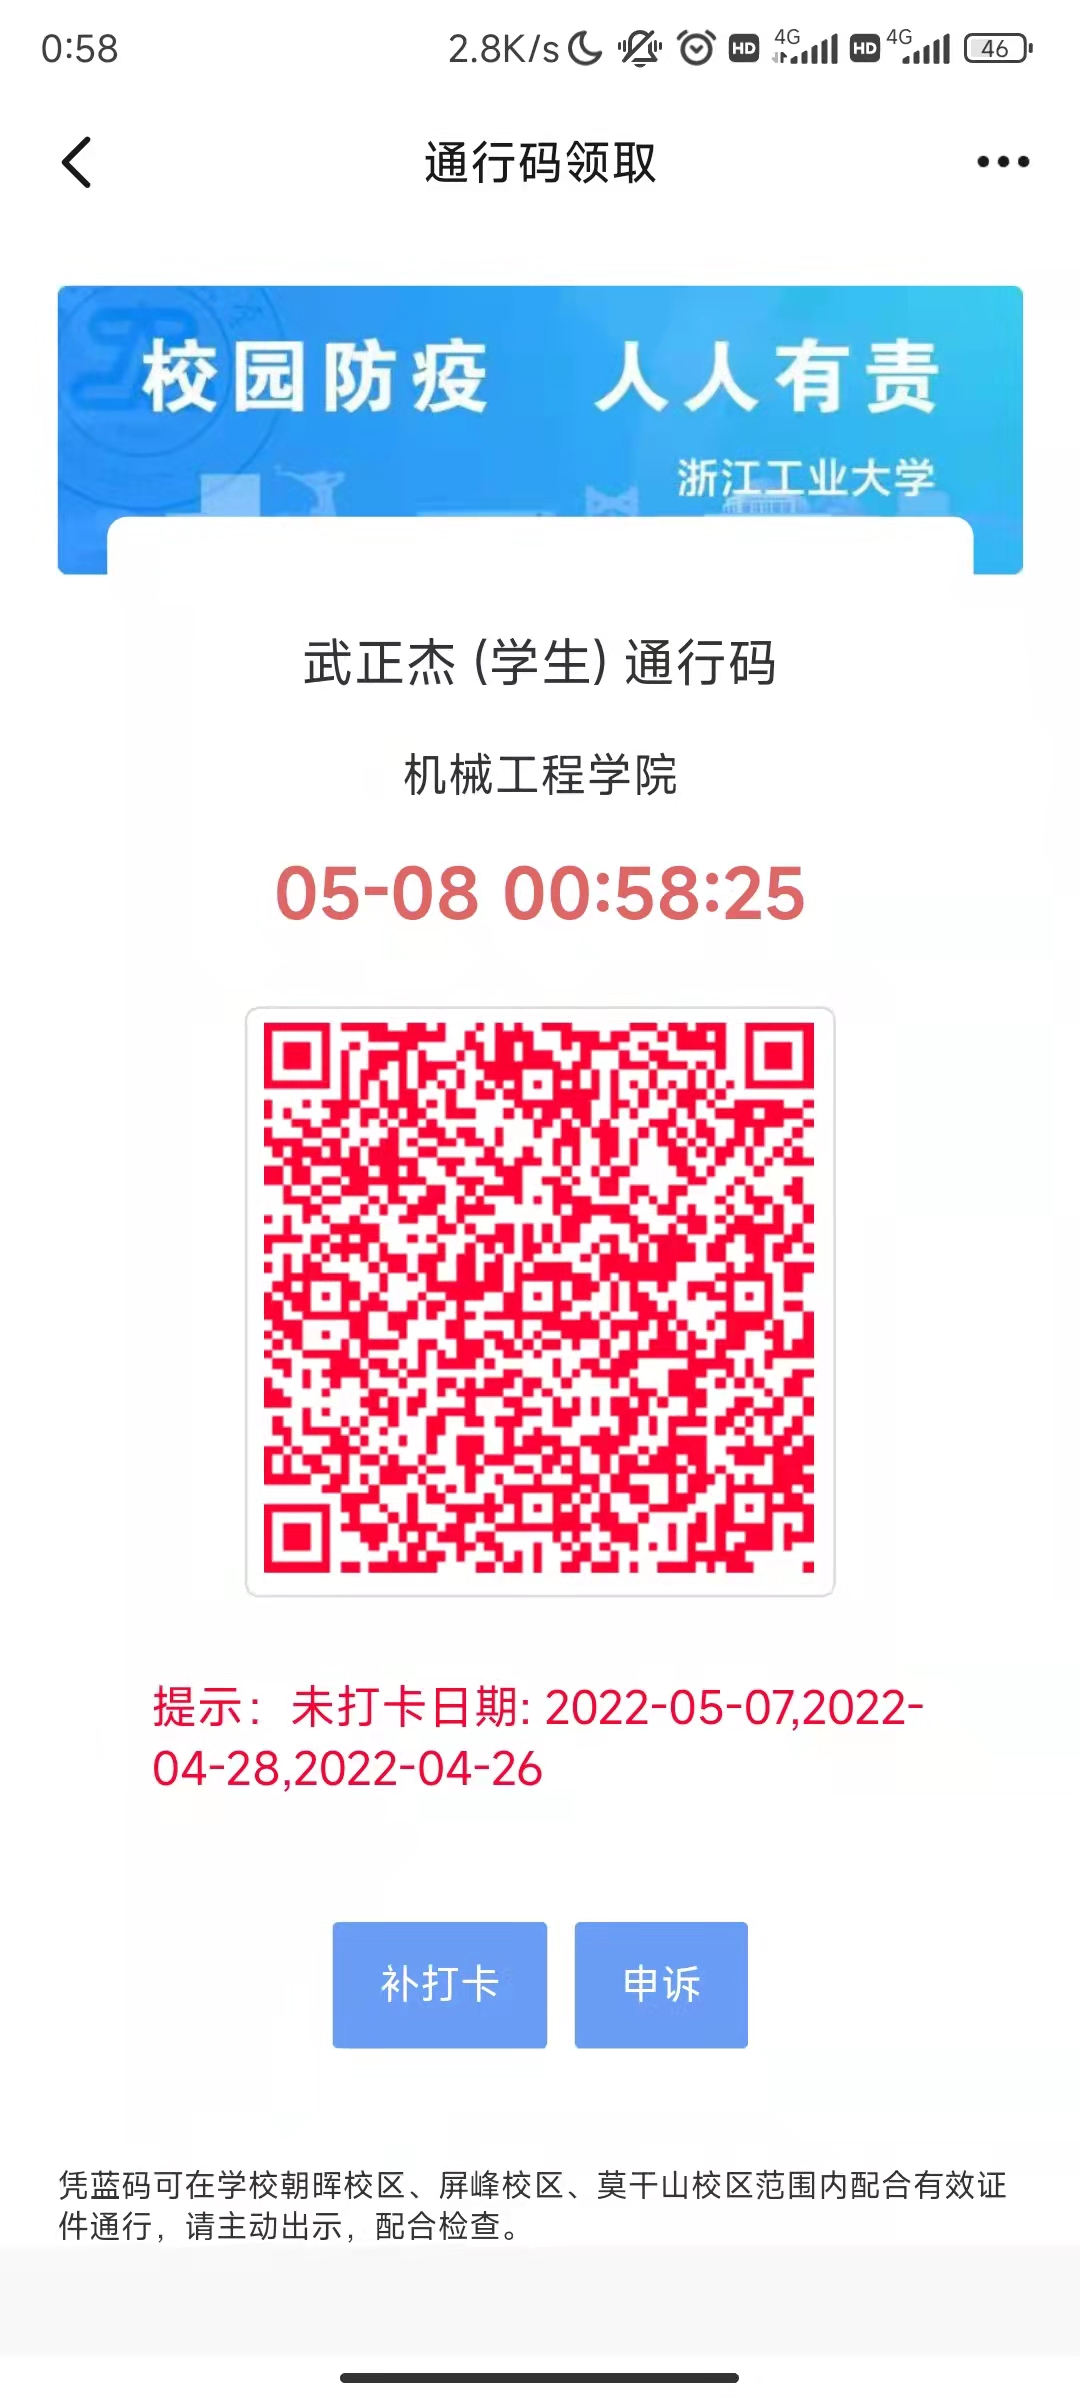 0:58 2.8K/s HD 4G HD 4G 46
通行码领取
校园防疫 人人有责
浙江工业大学
武正杰 (学生) 通行码
机械工程学院
05-08 00:58:25
提示：未打卡日期: 2022-05-07,2022-
04-28,2022-04-26
补打卡 申诉
凭蓝码可在学校朝晖校区、屏峰校区、莫干山校区范围内配合有效证
件通行，请主动出示，配合检查。